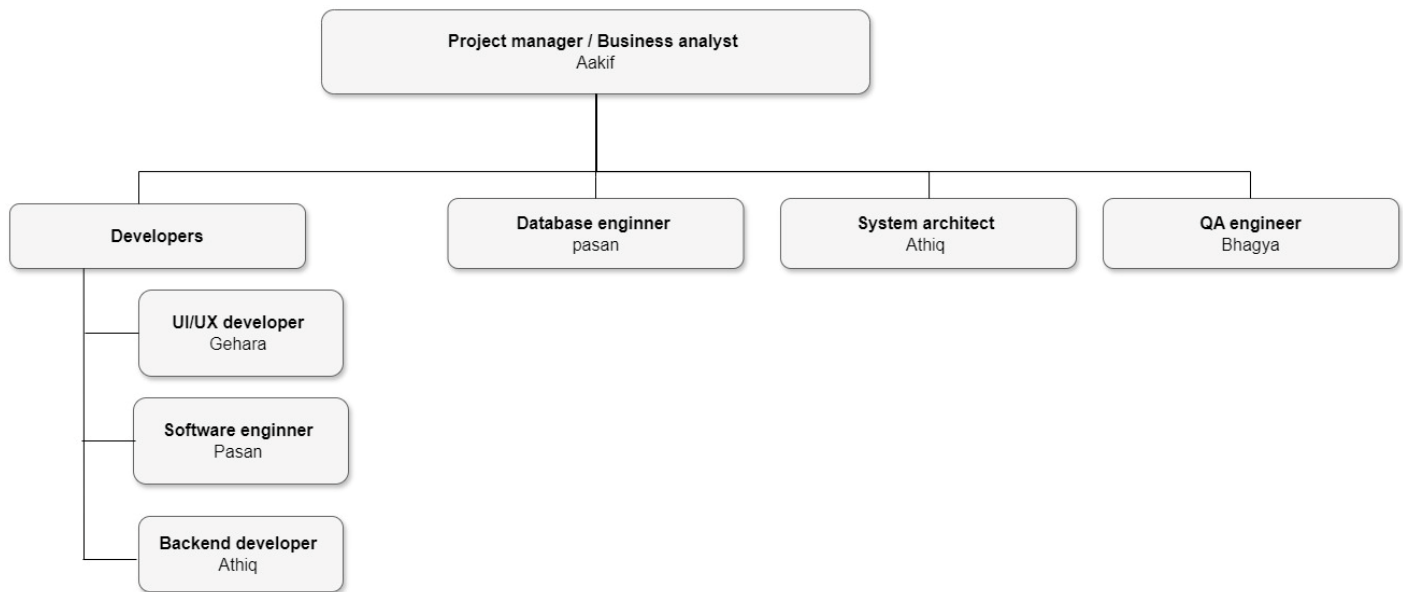 Project manager / Business analyst
Aakif
Developers
Database enginner
pasan
System architect
Athiq
QA engineer
Bhagya
UI/UX developer
Gehara
Software enginner
Pasan
Backend developer
Athiq